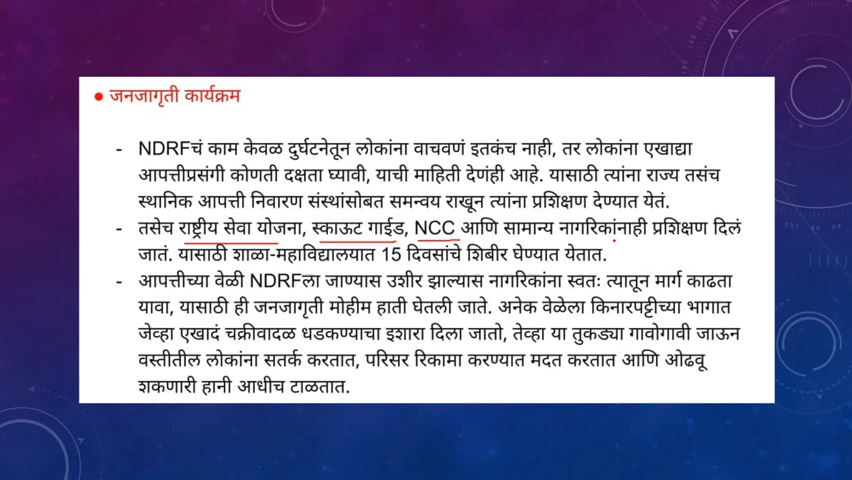 ● जनजागृती कार्यक्रम
- NDRFचं काम केवळ दुर्घटनेतून लोकांना वाचवणं इतकंच नाही, तर लोकांना एखाद्या
आपत्तीप्रसंगी कोणती दक्षता घ्यावी, याची माहिती देणंही आहे. यासाठी त्यांना राज्य तसंच
स्थानिक आपत्ती निवारण संस्थांसोबत समन्वय राखून त्यांना प्रशिक्षण देण्यात येतं.
- तसेच राष्ट्रीय सेवा योजना, स्काऊट गाईड, NCC आणि सामान्य नागरिकांनाही प्रशिक्षण दिलं
जातं. यासाठी शाळा-महाविद्यालयात 15 दिवसांचे शिबीर घेण्यात येतात.
- आपत्तीच्या वेळी NDRFला जाण्यास उशीर झाल्यास नागरिकांना स्वतः त्यातून मार्ग काढता
यावा, यासाठी ही जनजागृती मोहीम हाती घेतली जाते. अनेक वेळेला किनारपट्टीच्या भागात
जेव्हा एखादं चक्रीवादळ धडकण्याचा इशारा दिला जातो, तेव्हा या तुकड्या गावोगावी जाऊन
वस्तीतील लोकांना सतर्क करतात, परिसर रिकामा करण्यात मदत करतात आणि ओढवू
शकणारी हानी आधीच टाळतात.